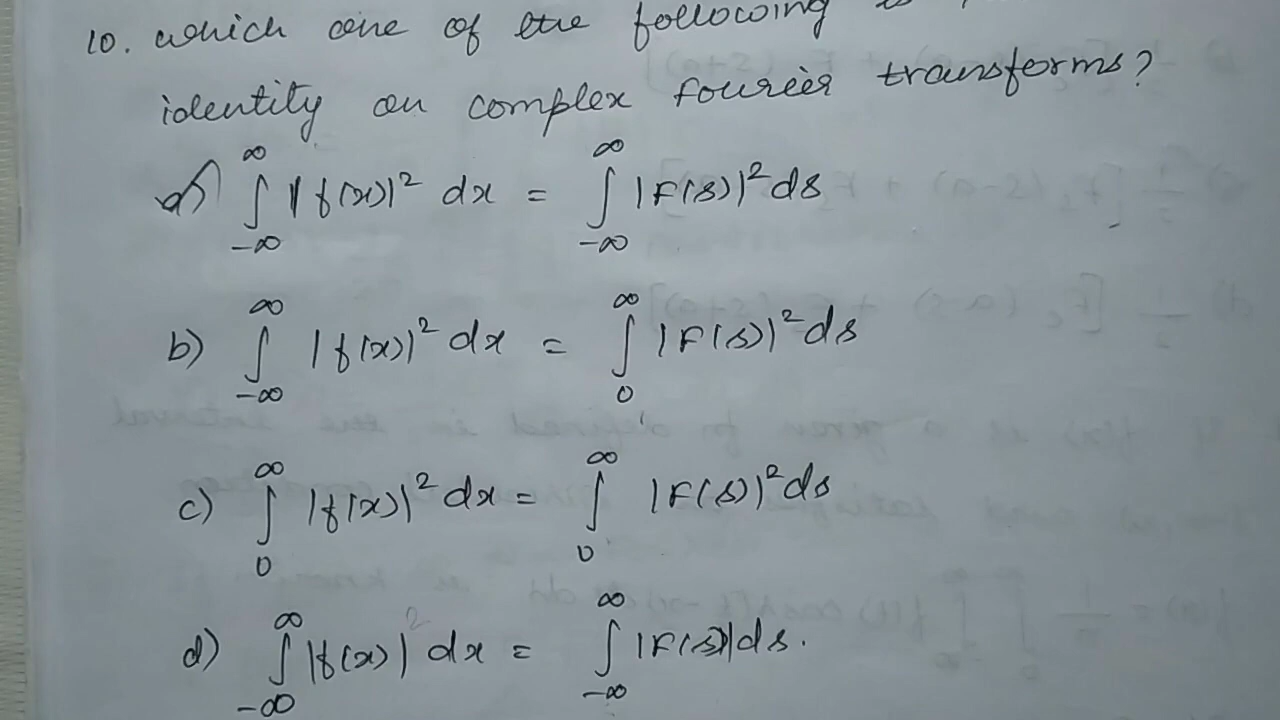 10. which one of the following
identity on complex fourier transforms?
a) ∫_{-∞}^{∞} |f(x)|² dx = ∫_{-∞}^{∞} |F(s)|² ds
b) ∫_{-∞}^{∞} |f(x)|² dx = ∫_{0}^{∞} |F(s)|² ds
c) ∫_{0}^{∞} |f(x)|² dx = ∫_{0}^{∞} |F(s)|² ds
d) ∫_{-∞}^{∞} |f(x)|² dx = ∫_{-∞}^{∞} |F(s)| ds.